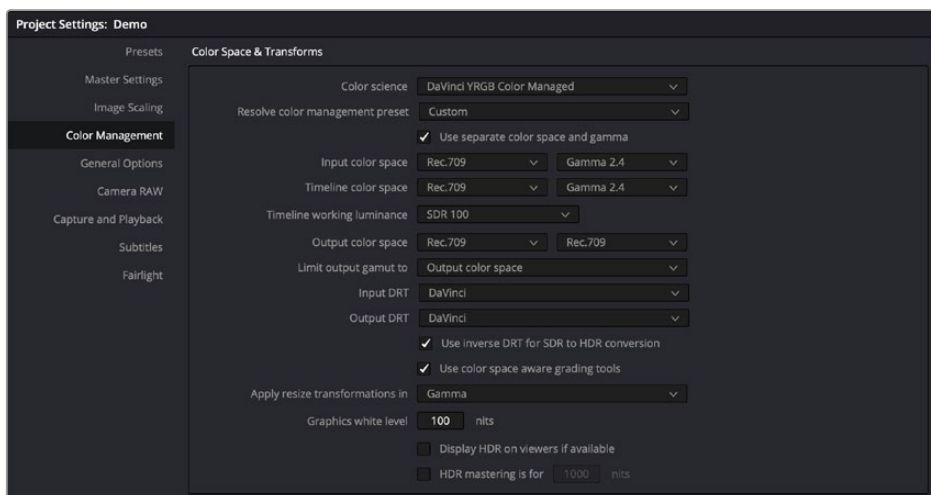 Project Settings: Demo
Presets
Master Settings
Image Scaling
Color Management
General Options
Camera RAW
Capture and Playback
Subtitles
Fairlight
Color Space & Transforms
Color science DaVinci YRGB Color Managed
Resolve color management preset Custom
Use separate color space and gamma
Input color space Rec.709 Gamma 2.4
Timeline color space Rec.709 Gamma 2.4
Timeline working luminance SDR 100
Output color space Rec.709 Rec.709
Limit output gamut to Output color space
Input DRT DaVinci
Output DRT DaVinci
Use inverse DRT for SDR to HDR conversion
Use color space aware grading tools
Apply resize transformations in Gamma
Graphics white level 100 nits
Display HDR on viewers if available
HDR mastering is for 1000 nits